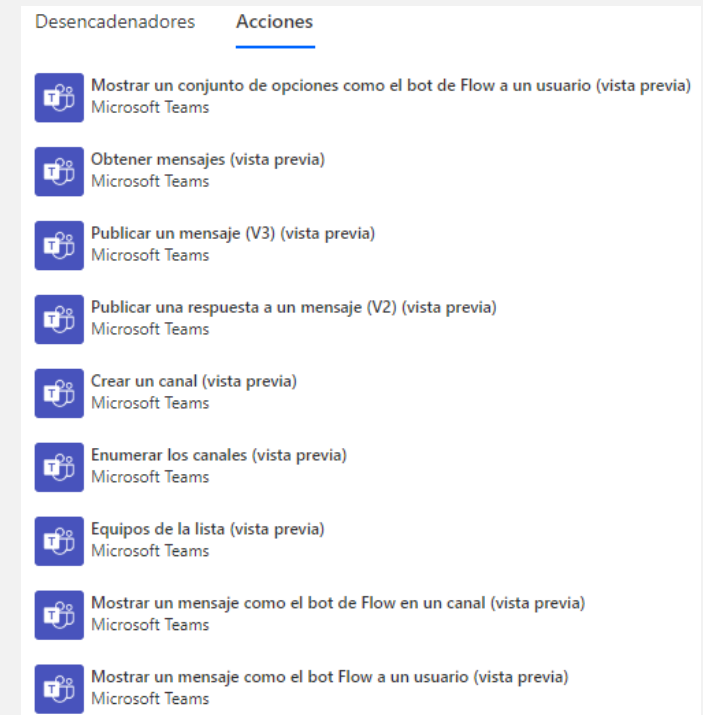 Desencadenadores Acciones
Mostrar un conjunto de opciones como el bot de Flow a un usuario (vista previa)
Microsoft Teams
Obtener mensajes (vista previa)
Microsoft Teams
Publicar un mensaje (V3) (vista previa)
Microsoft Teams
Publicar una respuesta a un mensaje (V2) (vista previa)
Microsoft Teams
Crear un canal (vista previa)
Microsoft Teams
Enumerar los canales (vista previa)
Microsoft Teams
Equipos de la lista (vista previa)
Microsoft Teams
Mostrar un mensaje como el bot de Flow en un canal (vista previa)
Microsoft Teams
Mostrar un mensaje como el bot Flow a un usuario (vista previa)
Microsoft Teams